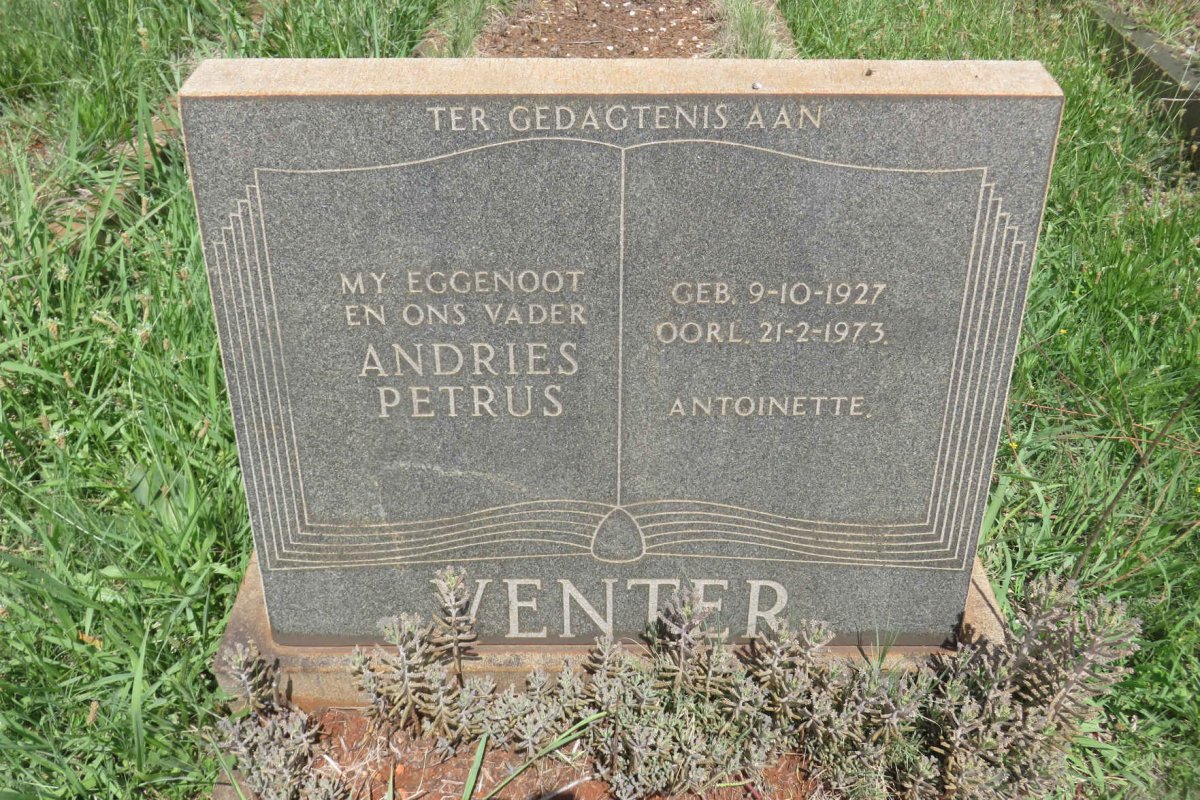 TER GEDAGTENIS AAN
MY EGGENOOT
EN ONS VADER
ANDRIES
PETRUS
GEB. 9-10-1927
OORL. 21-2-1973.
ANTOINETTE.
VENTER